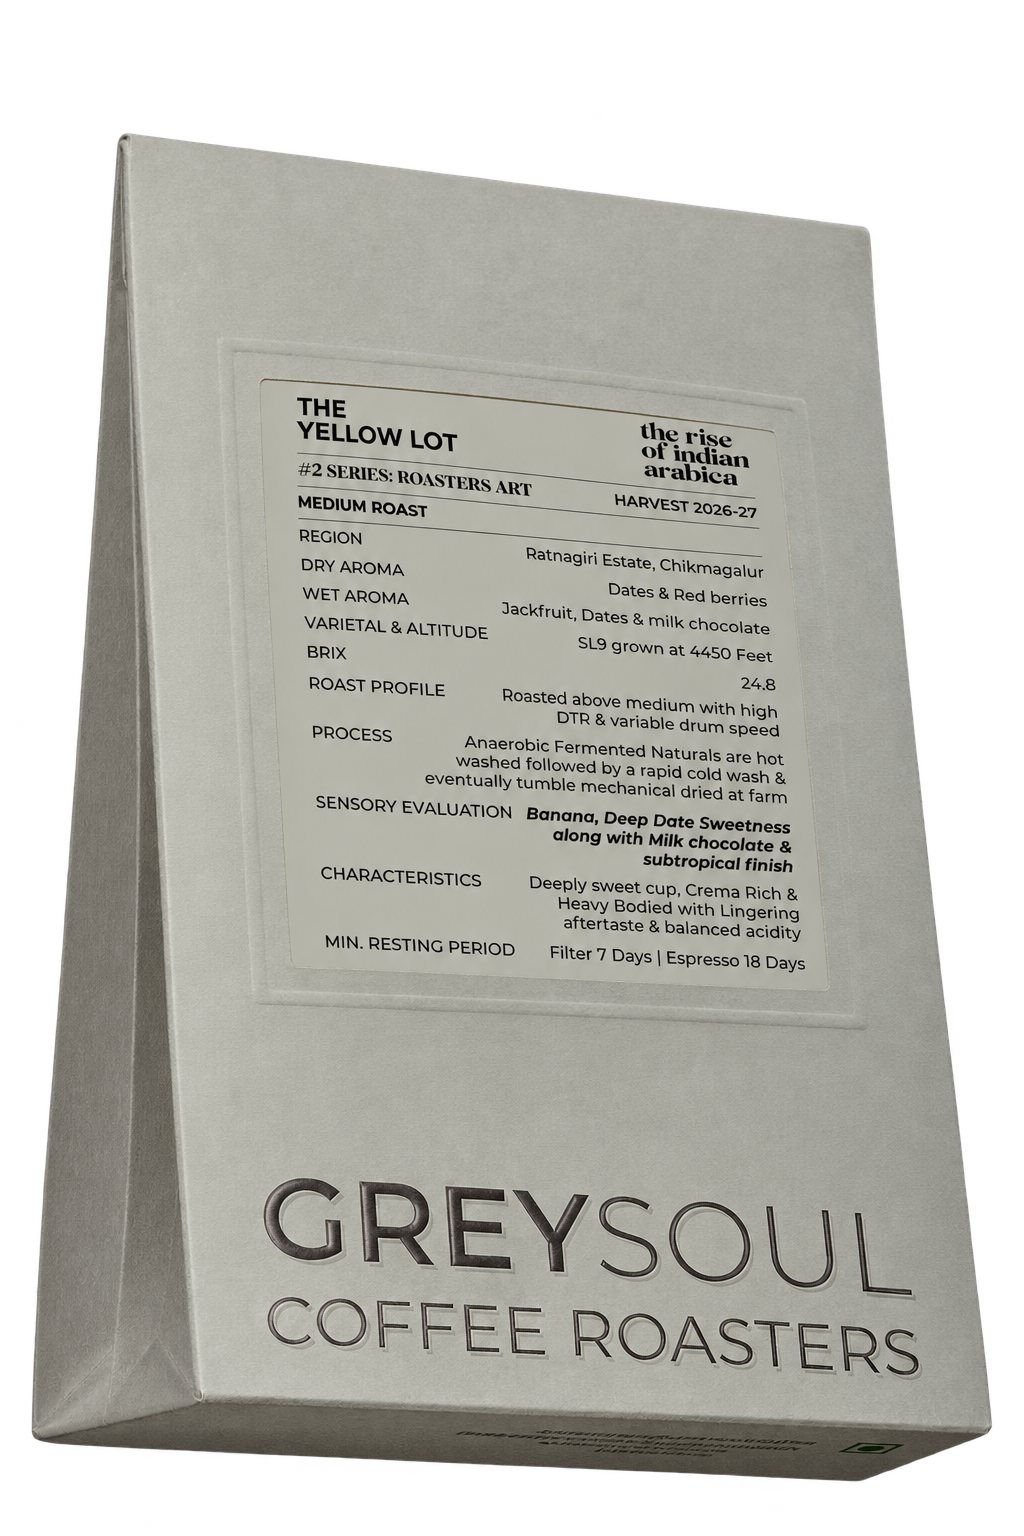 THE
YELLOW LOT
the rise
of indian
arabica
#2 SERIES: ROASTERS ART
HARVEST 2026-27
MEDIUM ROAST
REGION Ratnagiri Estate, Chikmagalur
DRY AROMA Dates & Red berries
WET AROMA Jackfruit, Dates & milk chocolate
VARIETAL & ALTITUDE SL9 grown at 4450 Feet
BRIX 24.8
ROAST PROFILE Roasted above medium with high
DTR & variable drum speed
PROCESS Anaerobic Fermented Naturals are hot
washed followed by a rapid cold wash &
eventually tumble mechanical dried at farm
SENSORY EVALUATION Banana, Deep Date Sweetness
along with Milk chocolate &
subtropical finish
CHARACTERISTICS Deeply sweet cup, Crema Rich &
Heavy Bodied with Lingering
aftertaste & balanced acidity
MIN. RESTING PERIOD Filter 7 Days | Espresso 18 Days
GREYSOUL
COFFEE ROASTERS